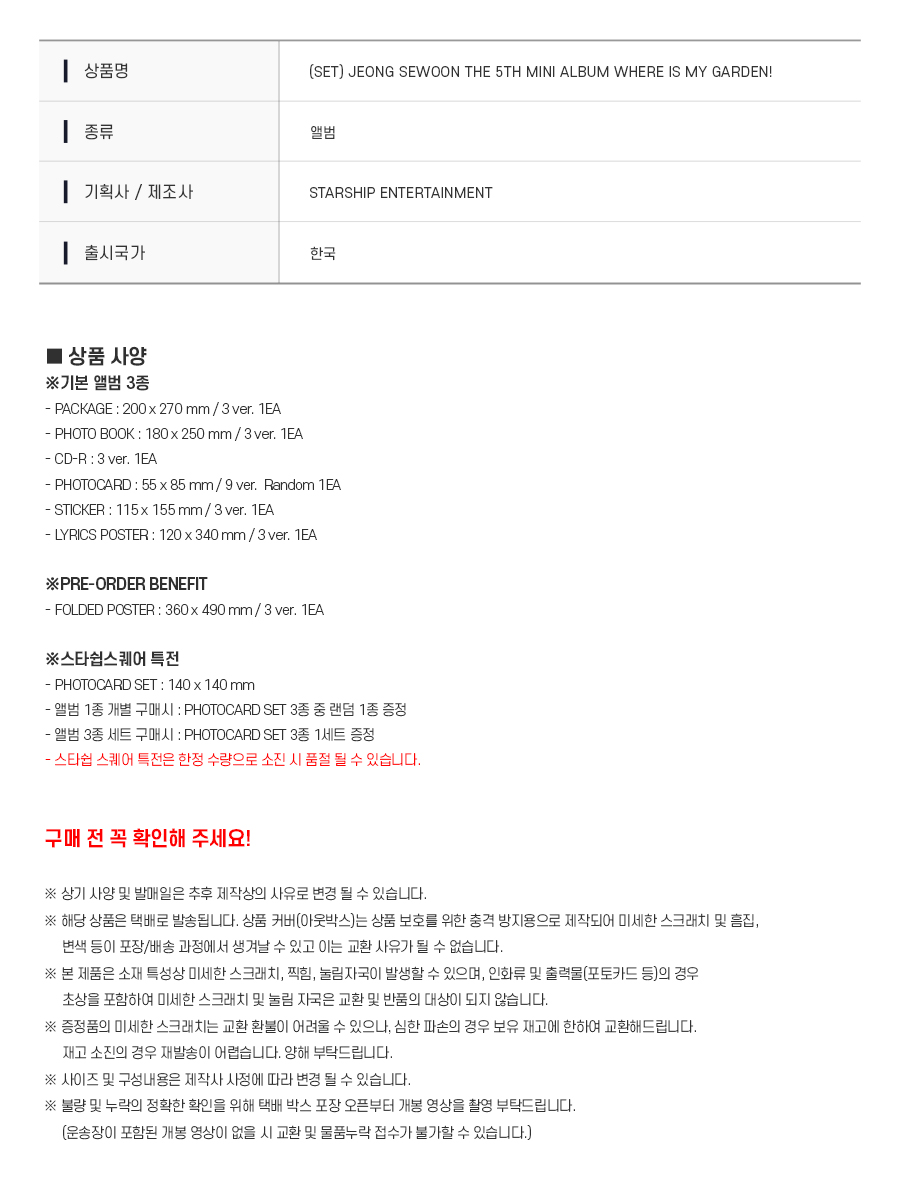 상품명
(SET) JEONG SEWOON THE 5TH MINI ALBUM WHERE IS MY GARDEN!
종류
앨범
기획사 / 제조사
STARSHIP ENTERTAINMENT
출시국가
한국
■ 상품 사양
※기본 앨범 3종
- PACKAGE : 200 x 270 mm / 3 ver. 1EA
- PHOTO BOOK : 180 x 250 mm / 3 ver. 1EA
- CD-R : 3 ver. 1EA
- PHOTOCARD : 55 x 85 mm / 9 ver. Random 1EA
- STICKER : 115 x 155 mm / 3 ver. 1EA
- LYRICS POSTER : 120 x 340 mm / 3 ver. 1EA
※PRE-ORDER BENEFIT
- FOLDED POSTER : 360 x 490 mm / 3 ver. 1EA
※스타쉽스퀘어 특전
- PHOTOCARD SET : 140 x 140 mm
- 앨범 1종 개별 구매시 : PHOTOCARD SET 3종 중 랜덤 1종 증정
- 앨범 3종 세트 구매시 : PHOTOCARD SET 3종 1세트 증정
- 스타쉽 스퀘어 특전은 한정 수량으로 소진 시 품절 될 수 있습니다.
구매 전 꼭 확인해 주세요!
※ 상기 사양 및 발매일은 추후 제작상의 사유로 변경 될 수 있습니다.
※ 해당 상품은 택배로 발송됩니다. 상품 커버(아웃박스)는 상품 보호를 위한 충격 방지용으로 제작되어 미세한 스크래치 및 흠집,
변색 등이 포장/배송 과정에서 생겨날 수 있고 이는 교환 사유가 될 수 없습니다.
※ 본 제품은 소재 특성상 미세한 스크래치, 찍힘, 눌림자국이 발생할 수 있으며, 인화류 및 출력물(포토카드 등)의 경우
초상을 포함하여 미세한 스크래치 및 눌림 자국은 교환 및 반품의 대상이 되지 않습니다.
※ 증정품의 미세한 스크래치는 교환 환불이 어려울 수 있으나, 심한 파손의 경우 보유 재고에 한하여 교환해드립니다.
재고 소진의 경우 재발송이 어렵습니다. 양해 부탁드립니다.
※ 사이즈 및 구성내용은 제작사 사정에 따라 변경 될 수 있습니다.
※ 불량 및 누락의 정확한 확인을 위해 택배 박스 포장 오픈부터 개봉 영상을 촬영 부탁드립니다.
(운송장이 포함된 개봉 영상이 없을 시 교환 및 물품누락 접수가 불가할 수 있습니다.)